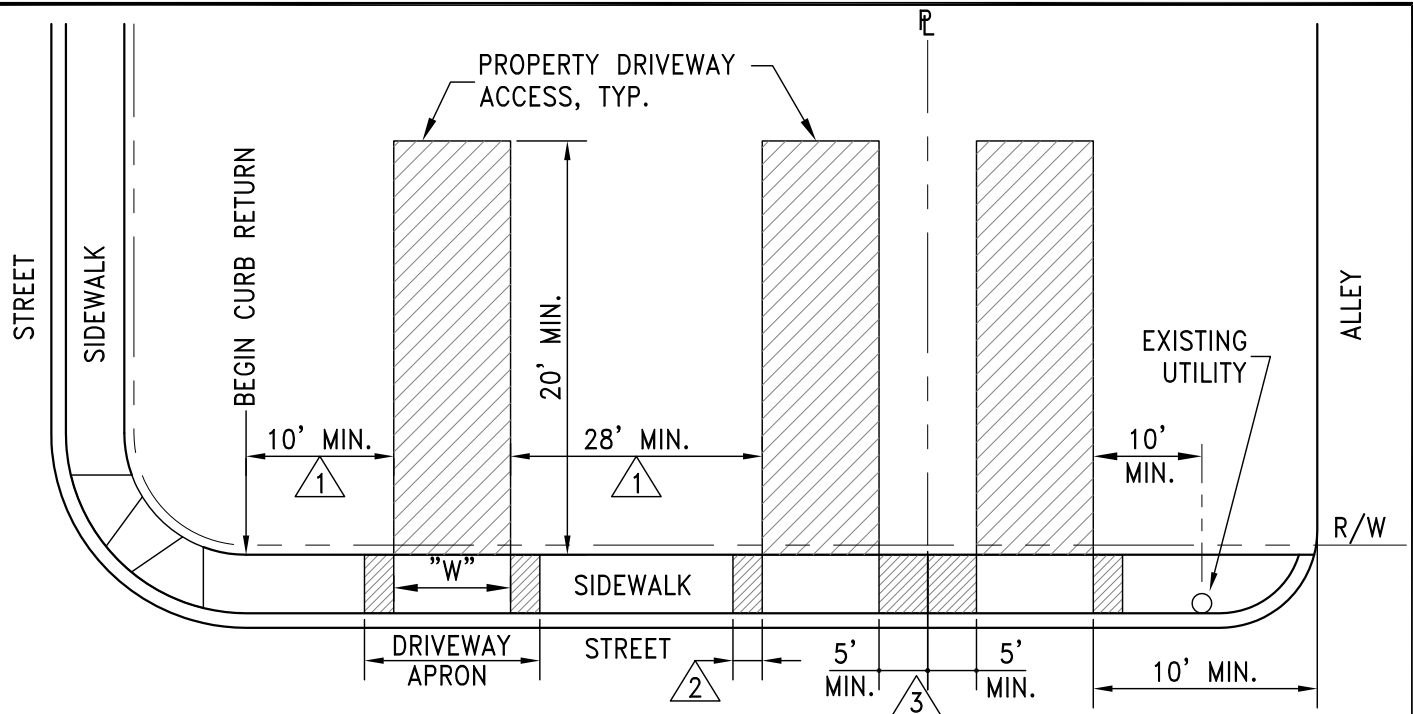 ℄
PROPERTY DRIVEWAY
ACCESS, TYP.
STREET
SIDEWALK
BEGIN CURB RETURN
20' MIN.
ALLEY
EXISTING
UTILITY
10' MIN.
1
28' MIN.
1
10'
MIN.
R/W
"W"
SIDEWALK
DRIVEWAY
APRON
STREET
2
5'
MIN.
3
5'
MIN.
10' MIN.